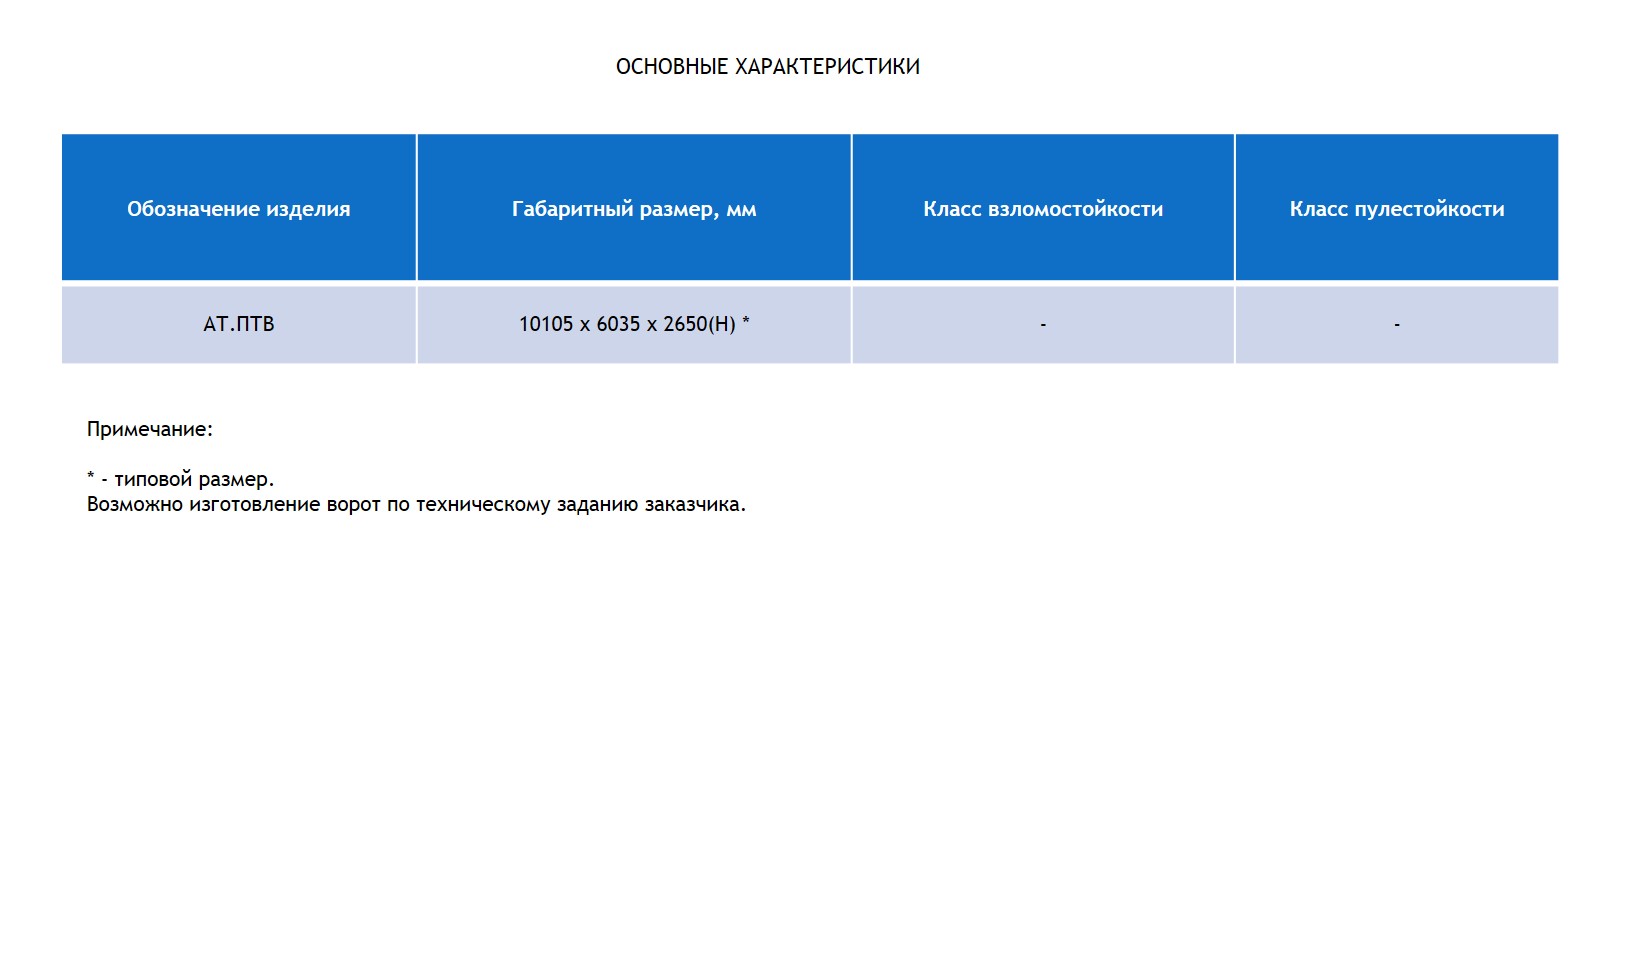 ОСНОВНЫЕ ХАРАКТЕРИСТИКИ
Обозначение изделия
Габаритный размер, мм
Класс взломостойкости
Класс пулестойкости
АТ.ПТВ
10105 х 6035 х 2650(Н) *
-
-
Примечание:
* - типовой размер.
Возможно изготовление ворот по техническому заданию заказчика.